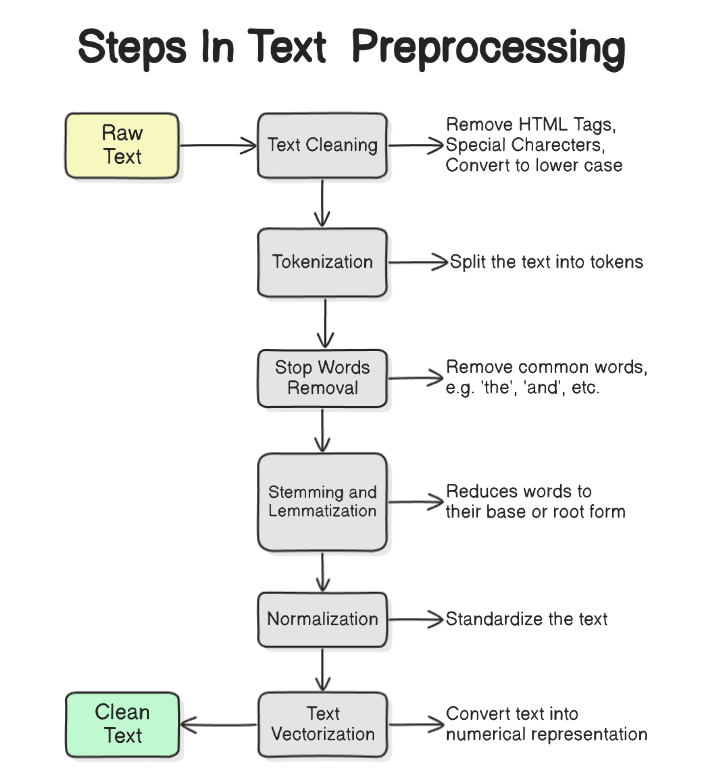 Steps In Text Preprocessing
Raw
Text
Text Cleaning
Remove HTML Tags,
Special Charecters,
Convert to lower case
Tokenization
Split the text into tokens
Stop Words
Removal
Remove common words,
e.g. 'the', 'and', etc.
Stemming and
Lemmatization
Reduces words to
their base or root form
Normalization
Standardize the text
Clean
Text
Text
Vectorization
Convert text into
numerical representation